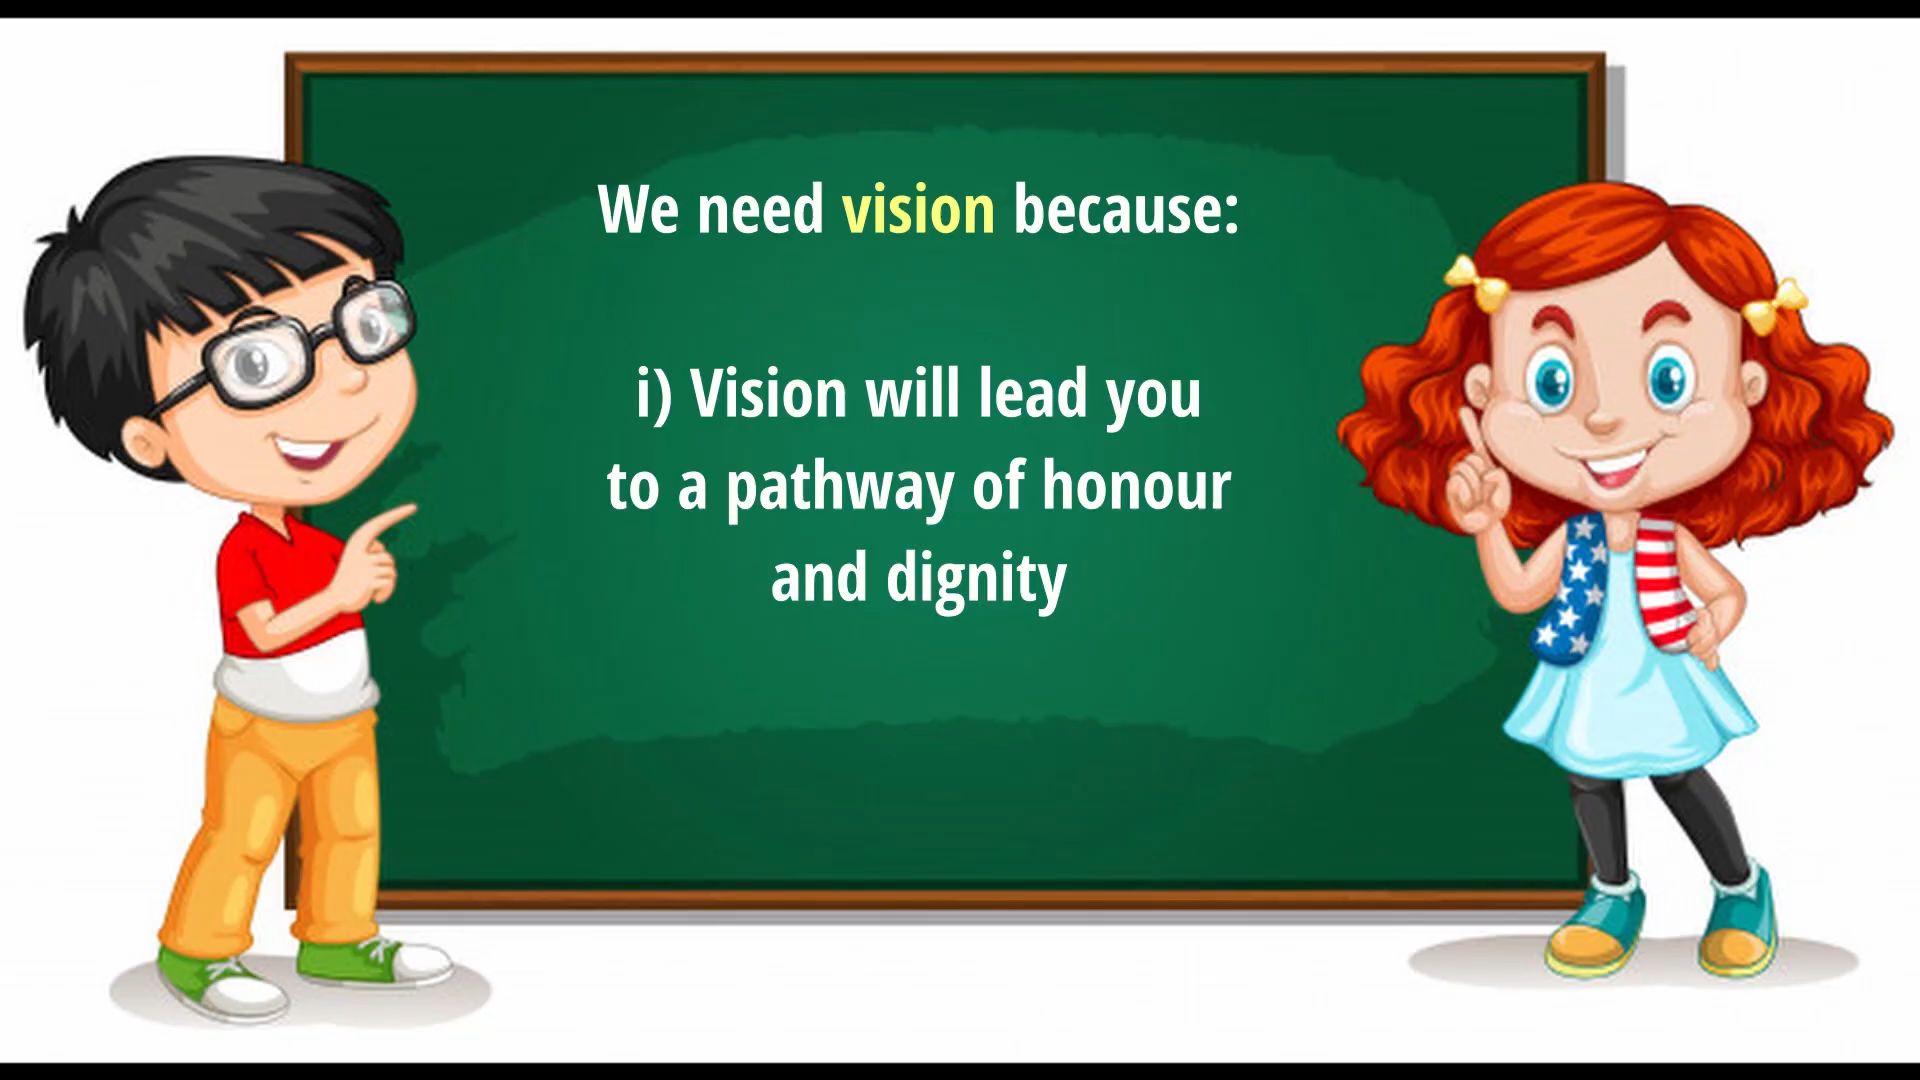 We need vision because:
i) Vision will lead you
to a pathway of honour
and dignity